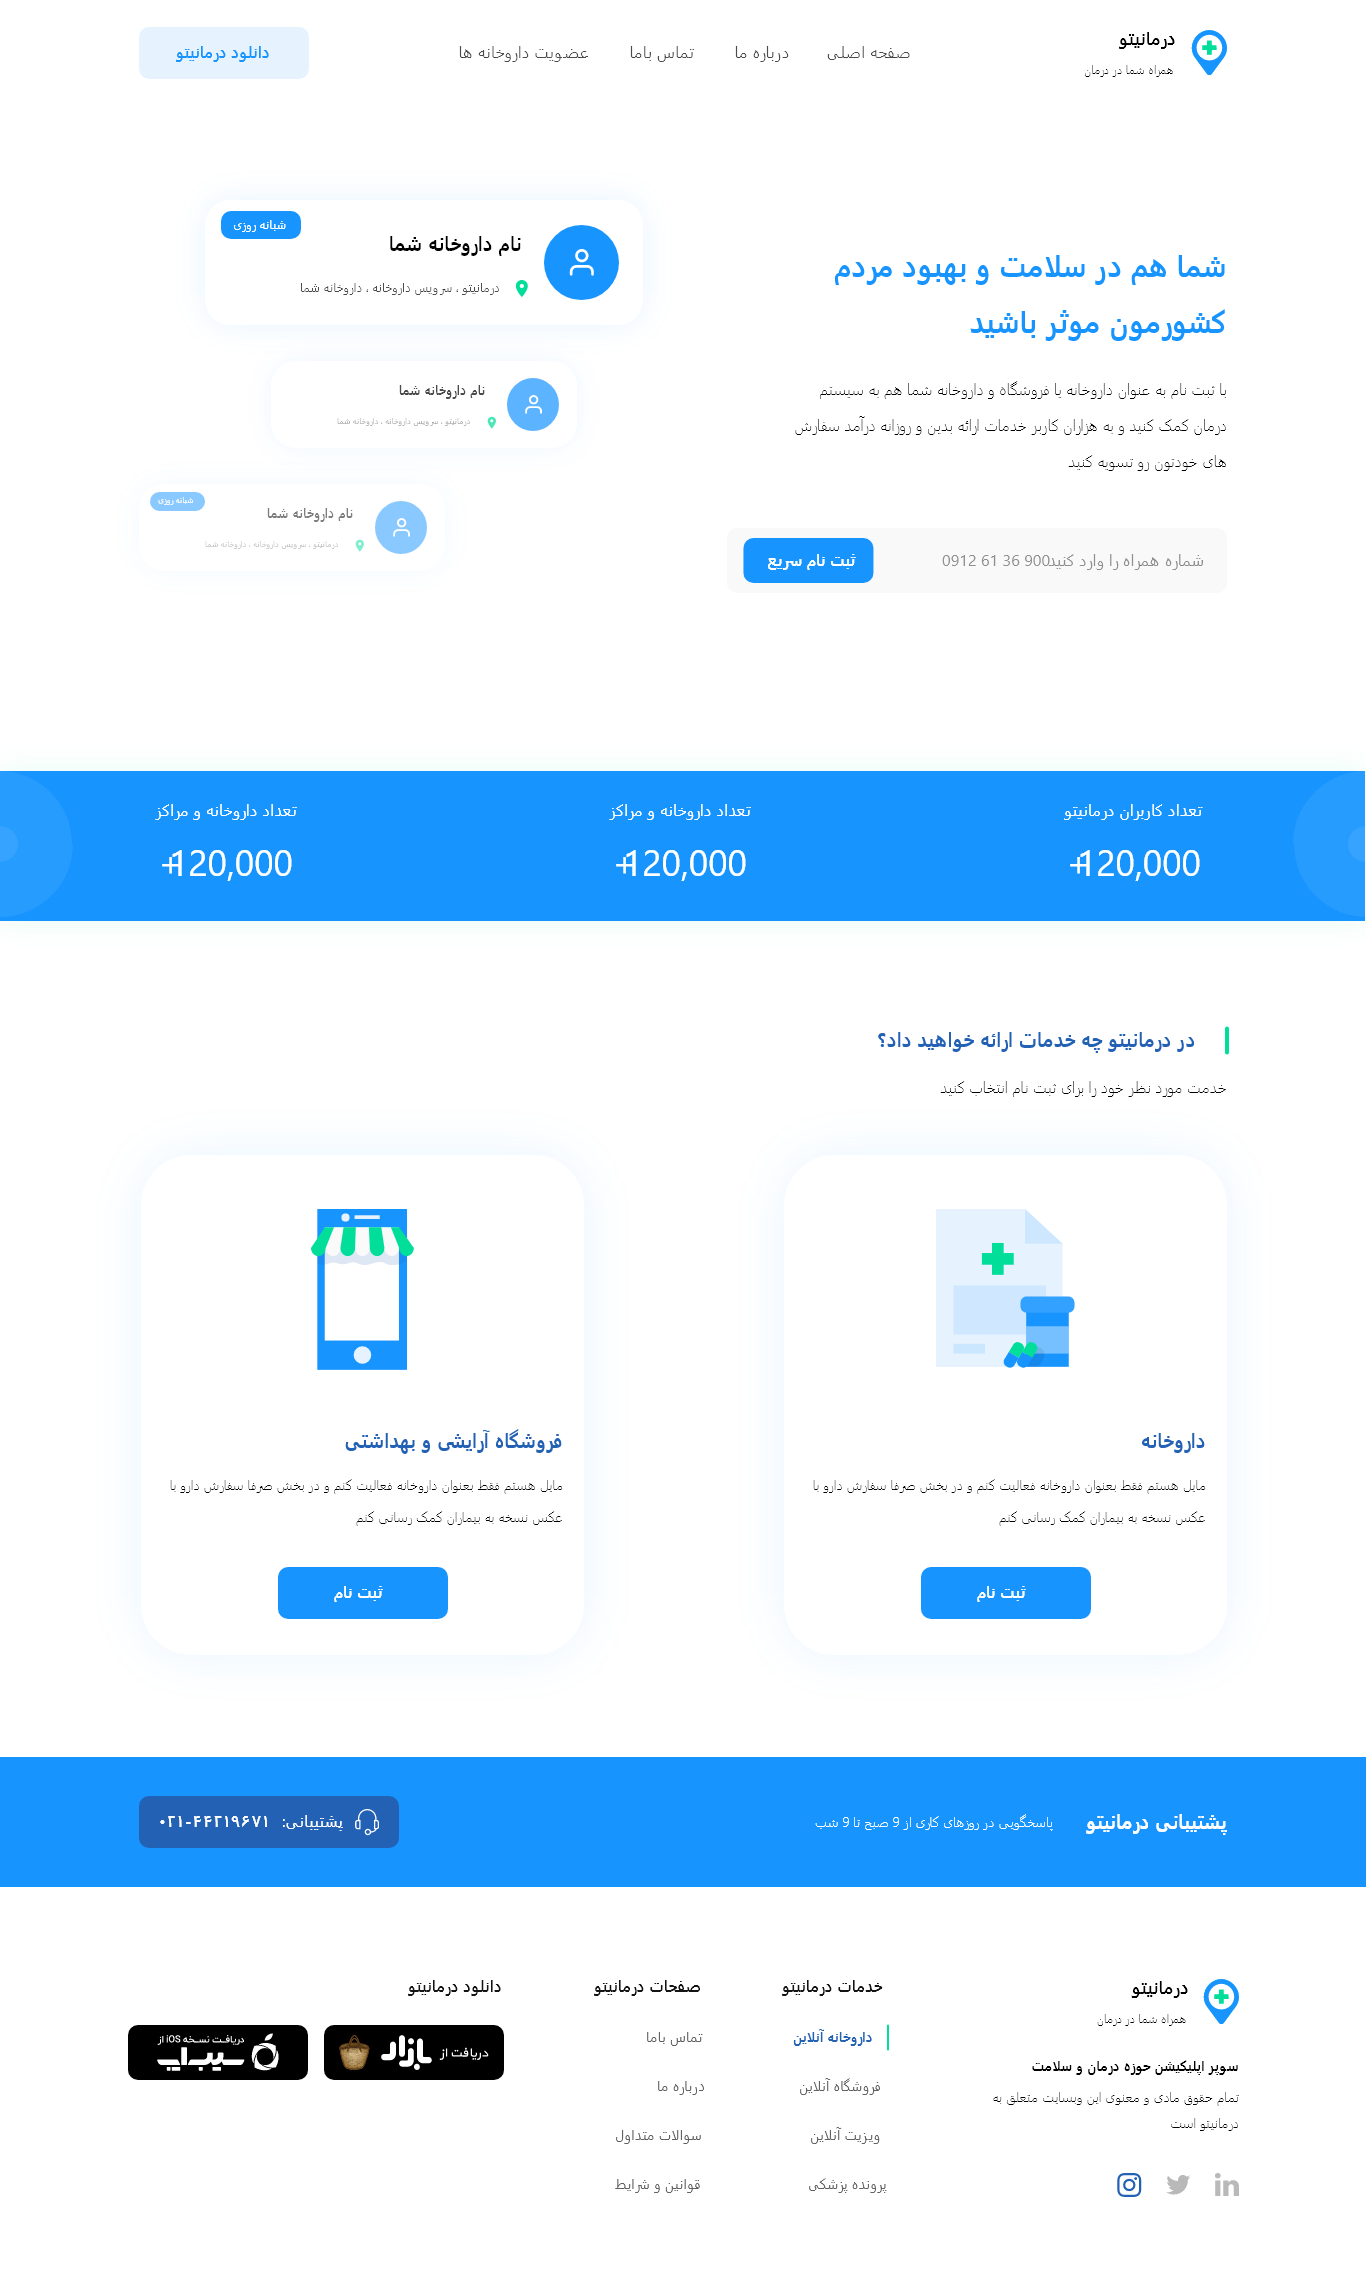 درمانیتو
همراه شما در درمان
صفحه اصلی
درباره ما
تماس باما
عضویت داروخانه ها
دانلود درمانیتو
شما هم در سلامت و بهبود مردم
کشورمون موثر باشید
با ثبت نام به عنوان داروخانه یا فروشگاه و داروخانه شما هم به سیستم
درمان کمک کنید و به هزاران کاربر خدمات ارائه بدین و روزانه درآمد سفارش
های خودتون رو تسویه کنید
شماره همراه را وارد کنید0912 61 36 900
ثبت نام سریع
شبانه روزی
نام داروخانه شما
درمانیتو ، سرویس داروخانه ، داروخانه شما
نام داروخانه شما
درمانیتو ، سرویس داروخانه ، داروخانه شما
شبانه روزی
نام داروخانه شما
درمانیتو ، سرویس داروخانه ، داروخانه شما
تعداد کاربران درمانیتو
+120,000
تعداد داروخانه و مراکز
+120,000
تعداد داروخانه و مراکز
+120,000
در درمانیتو چه خدمات ارائه خواهید داد؟
خدمت مورد نظر خود را برای ثبت نام انتخاب کنید
داروخانه
مایل هستم فقط بعنوان داروخانه فعالیت کنم و در بخش صرفا سفارش دارو با
عکس نسخه به بیماران کمک رسانی کنم
ثبت نام
فروشگاه آرایشی و بهداشتی
مایل هستم فقط بعنوان داروخانه فعالیت کنم و در بخش صرفا سفارش دارو با
عکس نسخه به بیماران کمک رسانی کنم
ثبت نام
پشتیبانی درمانیتو
پاسخگویی در روزهای کاری از 9 صبح تا 9 شب
پشتیبانی: ۰۲۱-۴۴۲۱۹۶۷۱
درمانیتو
همراه شما در درمان
سوپر اپلیکیشن حوزه درمان و سلامت
تمام حقوق مادی و معنوی این وبسایت متعلق به
درمانیتو است
in
خدمات درمانیتو
داروخانه آنلاین
فروشگاه آنلاین
ویزیت آنلاین
پرونده پزشکی
صفحات درمانیتو
تماس باما
درباره ما
سوالات متداول
قوانین و شرایط
دانلود درمانیتو
دریافت از بازار
دریافت نسخه iOS از
سیب‌اپ